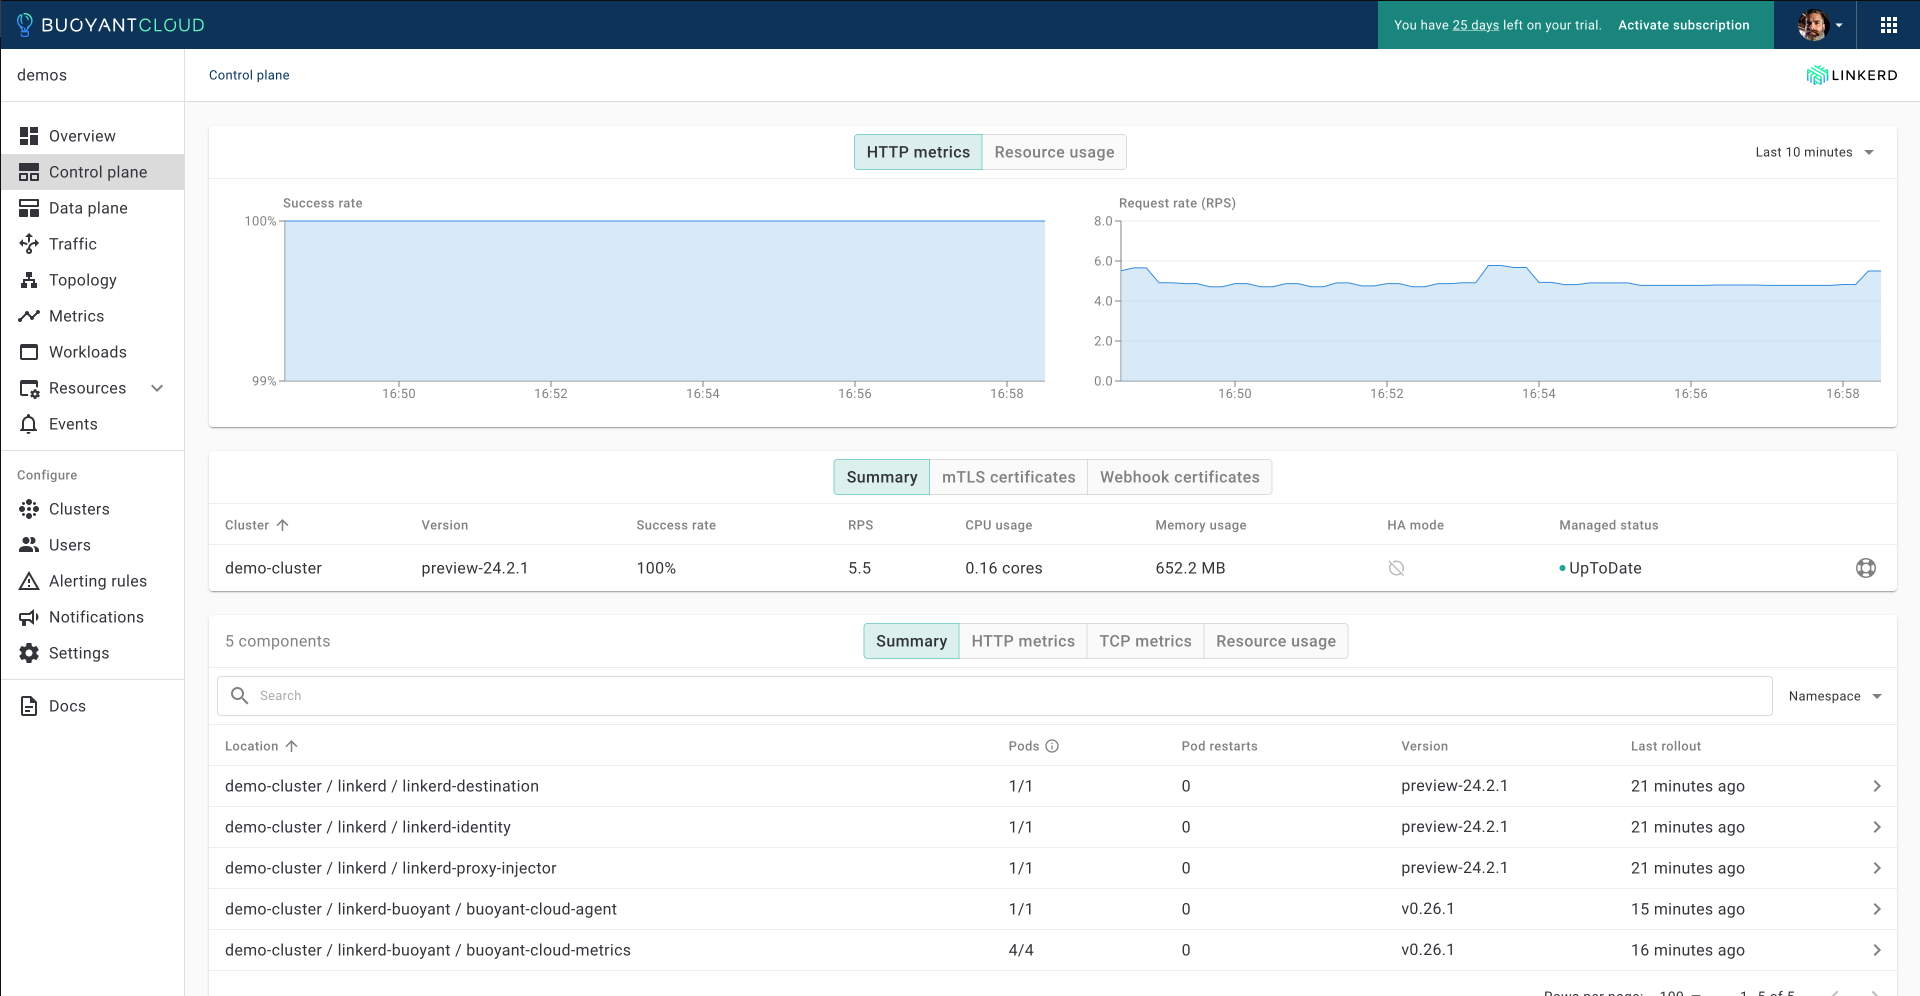 BUOYANTCLOUD
You have 25 days left on your trial. Activate subscription
demos
Control plane
LINKERD
Overview
Control plane
Data plane
Traffic
Topology
Metrics
Workloads
Resources
Events
Configure
Clusters
Users
Alerting rules
Notifications
Settings
Docs
HTTP metrics Resource usage
Last 10 minutes
Success rate
100%
99%
16:50 16:52 16:54 16:56 16:58
Request rate (RPS)
8.0
6.0
4.0
2.0
0.0
16:50 16:52 16:54 16:56 16:58
Summary mTLS certificates Webhook certificates
Cluster Version Success rate RPS CPU usage Memory usage HA mode Managed status
demo-cluster preview-24.2.1 100% 5.5 0.16 cores 652.2 MB UpToDate
5 components
Summary HTTP metrics TCP metrics Resource usage
Search
Namespace
Location Pods Pod restarts Version Last rollout
demo-cluster / linkerd / linkerd-destination 1/1 0 preview-24.2.1 21 minutes ago
demo-cluster / linkerd / linkerd-identity 1/1 0 preview-24.2.1 21 minutes ago
demo-cluster / linkerd / linkerd-proxy-injector 1/1 0 preview-24.2.1 21 minutes ago
demo-cluster / linkerd-buoyant / buoyant-cloud-agent 1/1 0 v0.26.1 15 minutes ago
demo-cluster / linkerd-buoyant / buoyant-cloud-metrics 4/4 0 v0.26.1 16 minutes ago
Rows per page: 100 1–5 of 5